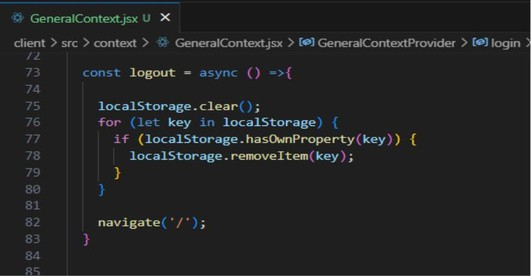 GeneralContext.jsx U X
client > src > context > GeneralContext.jsx > GeneralContextProvider > login
72
73 const logout = async () =>{
74
75 localStorage.clear();
76 for (let key in localStorage) {
77 if (localStorage.hasOwnProperty(key)) {
78 localStorage.removeItem(key);
79 }
80 }
81
82 navigate('/');
83 }
84
85